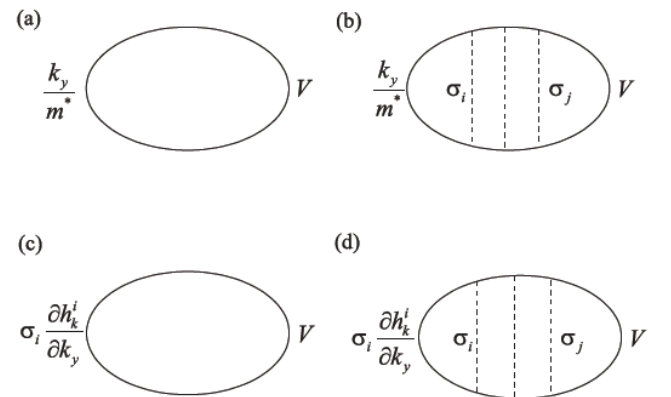 (a)
(b)
k_y / m^*
V
k_y / m^*
σ_i
σ_j
V
(c)
(d)
σ_i ∂h_k^i / ∂k_y
V
σ_i ∂h_k^i / ∂k_y
σ_i
σ_j
V